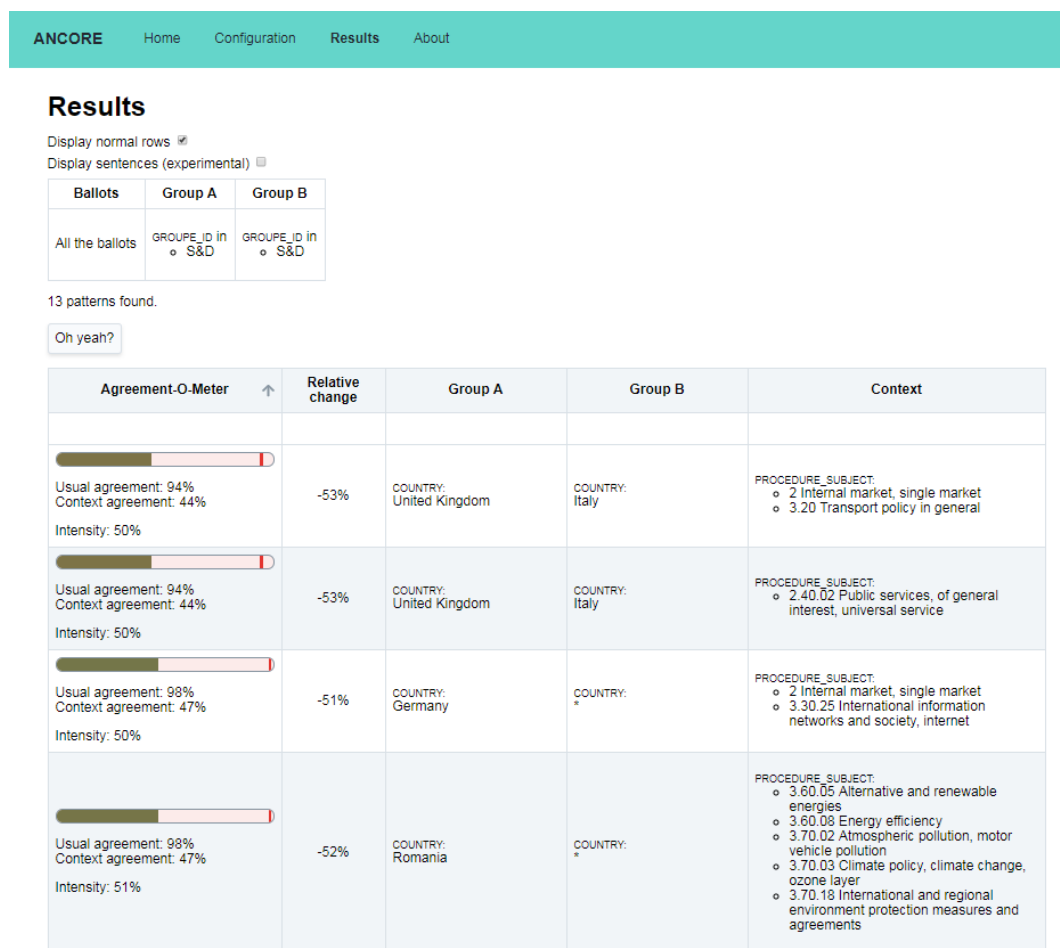 ANCORE Home Configuration Results About
Results
Display normal rows
Display sentences (experimental)
Ballots Group A Group B
All the ballots GROUPE_ID in GROUPE_ID in
S&D S&D
13 patterns found.
Oh yeah?
Agreement-O-Meter Relative change Group A Group B Context
Usual agreement: 94%
Context agreement: 44%
Intensity: 50%
-53%
COUNTRY:
United Kingdom
COUNTRY:
Italy
PROCEDURE_SUBJECT:
2 Internal market, single market
3.20 Transport policy in general
Usual agreement: 94%
Context agreement: 44%
Intensity: 50%
-53%
COUNTRY:
United Kingdom
COUNTRY:
Italy
PROCEDURE_SUBJECT:
2.40.02 Public services, of general
interest, universal service
Usual agreement: 98%
Context agreement: 47%
Intensity: 50%
-51%
COUNTRY:
Germany
COUNTRY:
*
PROCEDURE_SUBJECT:
2 Internal market, single market
3.30.25 International information
networks and society, internet
Usual agreement: 98%
Context agreement: 47%
Intensity: 51%
-52%
COUNTRY:
Romania
COUNTRY:
*
PROCEDURE_SUBJECT:
3.60.05 Alternative and renewable
energies
3.60.08 Energy efficiency
3.70.02 Atmospheric pollution, motor
vehicle pollution
3.70.03 Climate policy, climate change,
ozone layer
3.70.18 International and regional
environment protection measures and
agreements